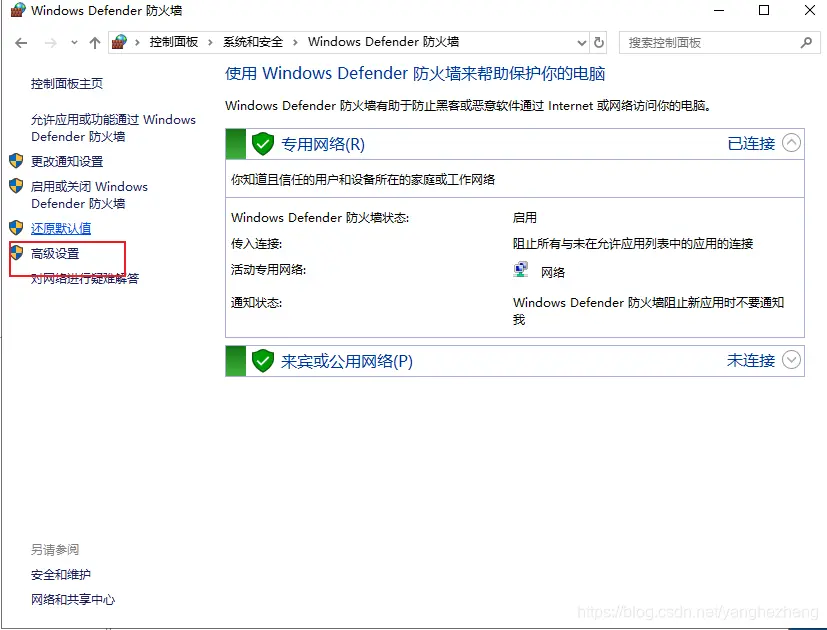 Windows Defender 防火墙
控制面板 › 系统和安全 › Windows Defender 防火墙
搜索控制面板
控制面板主页
允许应用或功能通过 Windows
Defender 防火墙
更改通知设置
启用或关闭 Windows
Defender 防火墙
还原默认值
高级设置
对网络进行疑难解答
使用 Windows Defender 防火墙来帮助保护你的电脑
Windows Defender 防火墙有助于防止黑客或恶意软件通过 Internet 或网络访问你的电脑。
专用网络(R) 已连接
你知道且信任的用户和设备所在的家庭或工作网络
Windows Defender 防火墙状态: 启用
传入连接: 阻止所有与未在允许应用列表中的应用的连接
活动专用网络: 网络
通知状态: Windows Defender 防火墙阻止新应用时不要通知
我
来宾或公用网络(P) 未连接
另请参阅
安全和维护
网络和共享中心
https://blog.csdn.net/yanghezheng